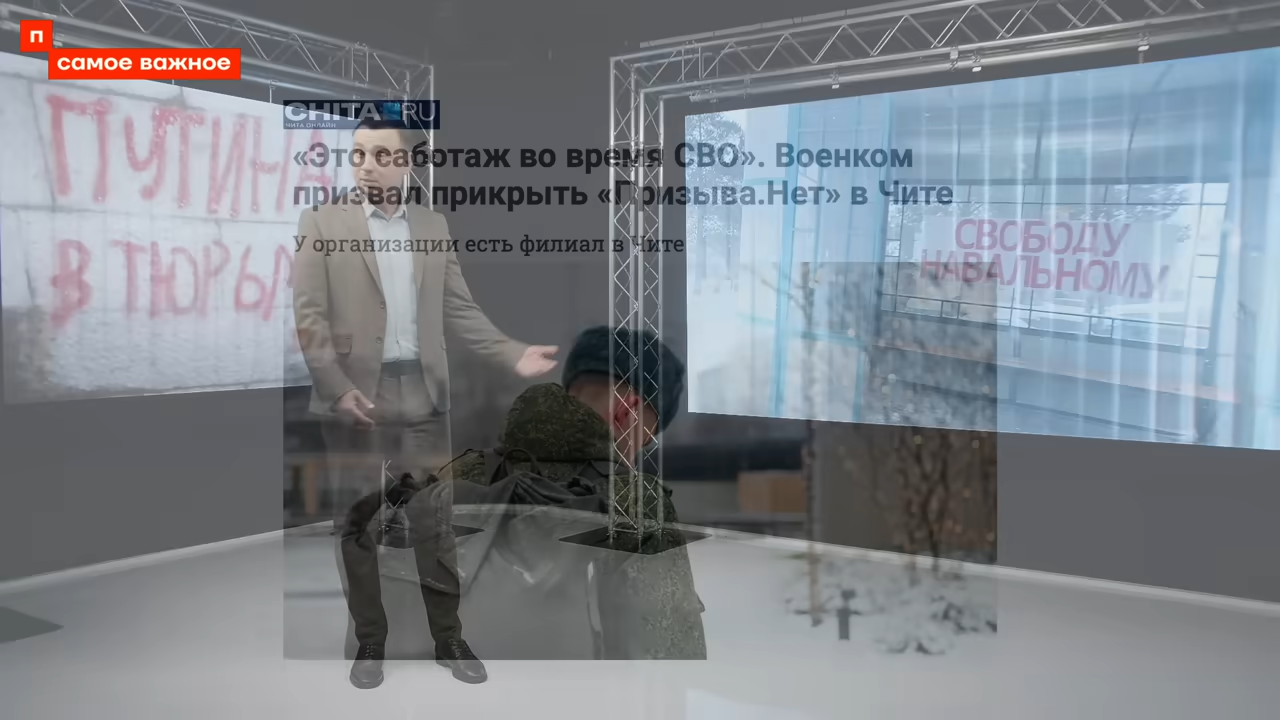 п
самое важное
ПУТИНА
В ТЮРЬМ
CHITA.RU
ЧИТА ОНЛАЙН
«Это саботаж во время СВО». Военком
призвал прикрыть «Призыва.Нет» в Чите
У организации есть филиал в Чите
СВОБОДУ
НАВАЛЬНОМУ